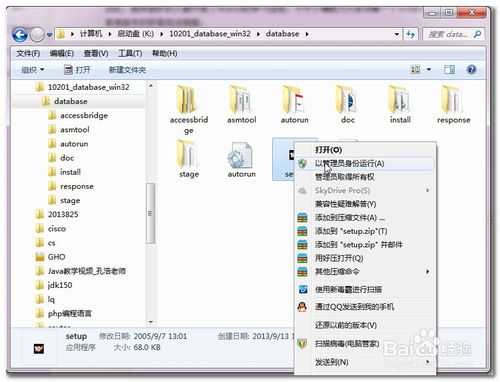 计算机 ▸ 启动盘 (K:) ▸ 10201_database_win32 ▸ database ▸
搜索 dat...
文件(F) 编辑(E) 查看(V) 工具(T) 帮助(H)
组织 打开 新建文件夹
10201_database_win32
database
accessbridge
asmtool
autorun
doc
install
response
stage
2013825
cisco
cs
GHO
Java教学视频_孔浩老师
jdk150
lq
php编程语言
accessbridge
asmtool
autorun
doc
install
response
stage
autorun
打开(O)
以管理员身份运行(A)
管理员取得所有权
SkyDrive Pro(S)
兼容性疑难解答(Y)
添加到压缩文件(A) ...
添加到 "setup.zip"(T)
添加到 "setup.zip" 并邮件
用好压打开(Q)
其他压缩命令
使用新毒霸进行扫描
通过QQ发送到我的手机
还原以前的版本(V)
扫描病毒(电脑管家)
发送到(N)
setup 修改日期: 2005/9/7 13:01 创建日期: 2013/9/13
应用程序 大小: 68.0 KB
Baidu 经验